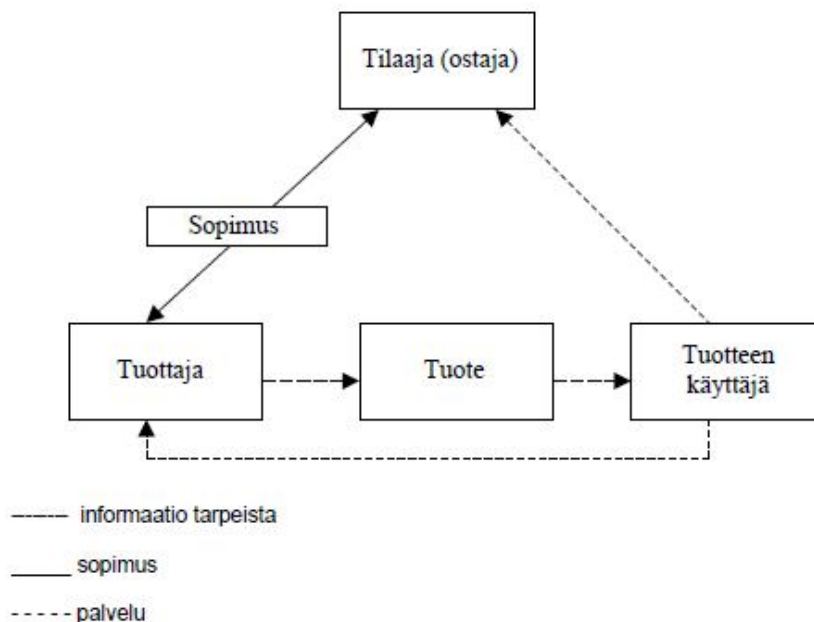 Tilaaja (ostaja)
Sopimus
Tuottaja
Tuote
Tuotteen
käyttäjä
informaatio tarpeista
sopimus
palvelu